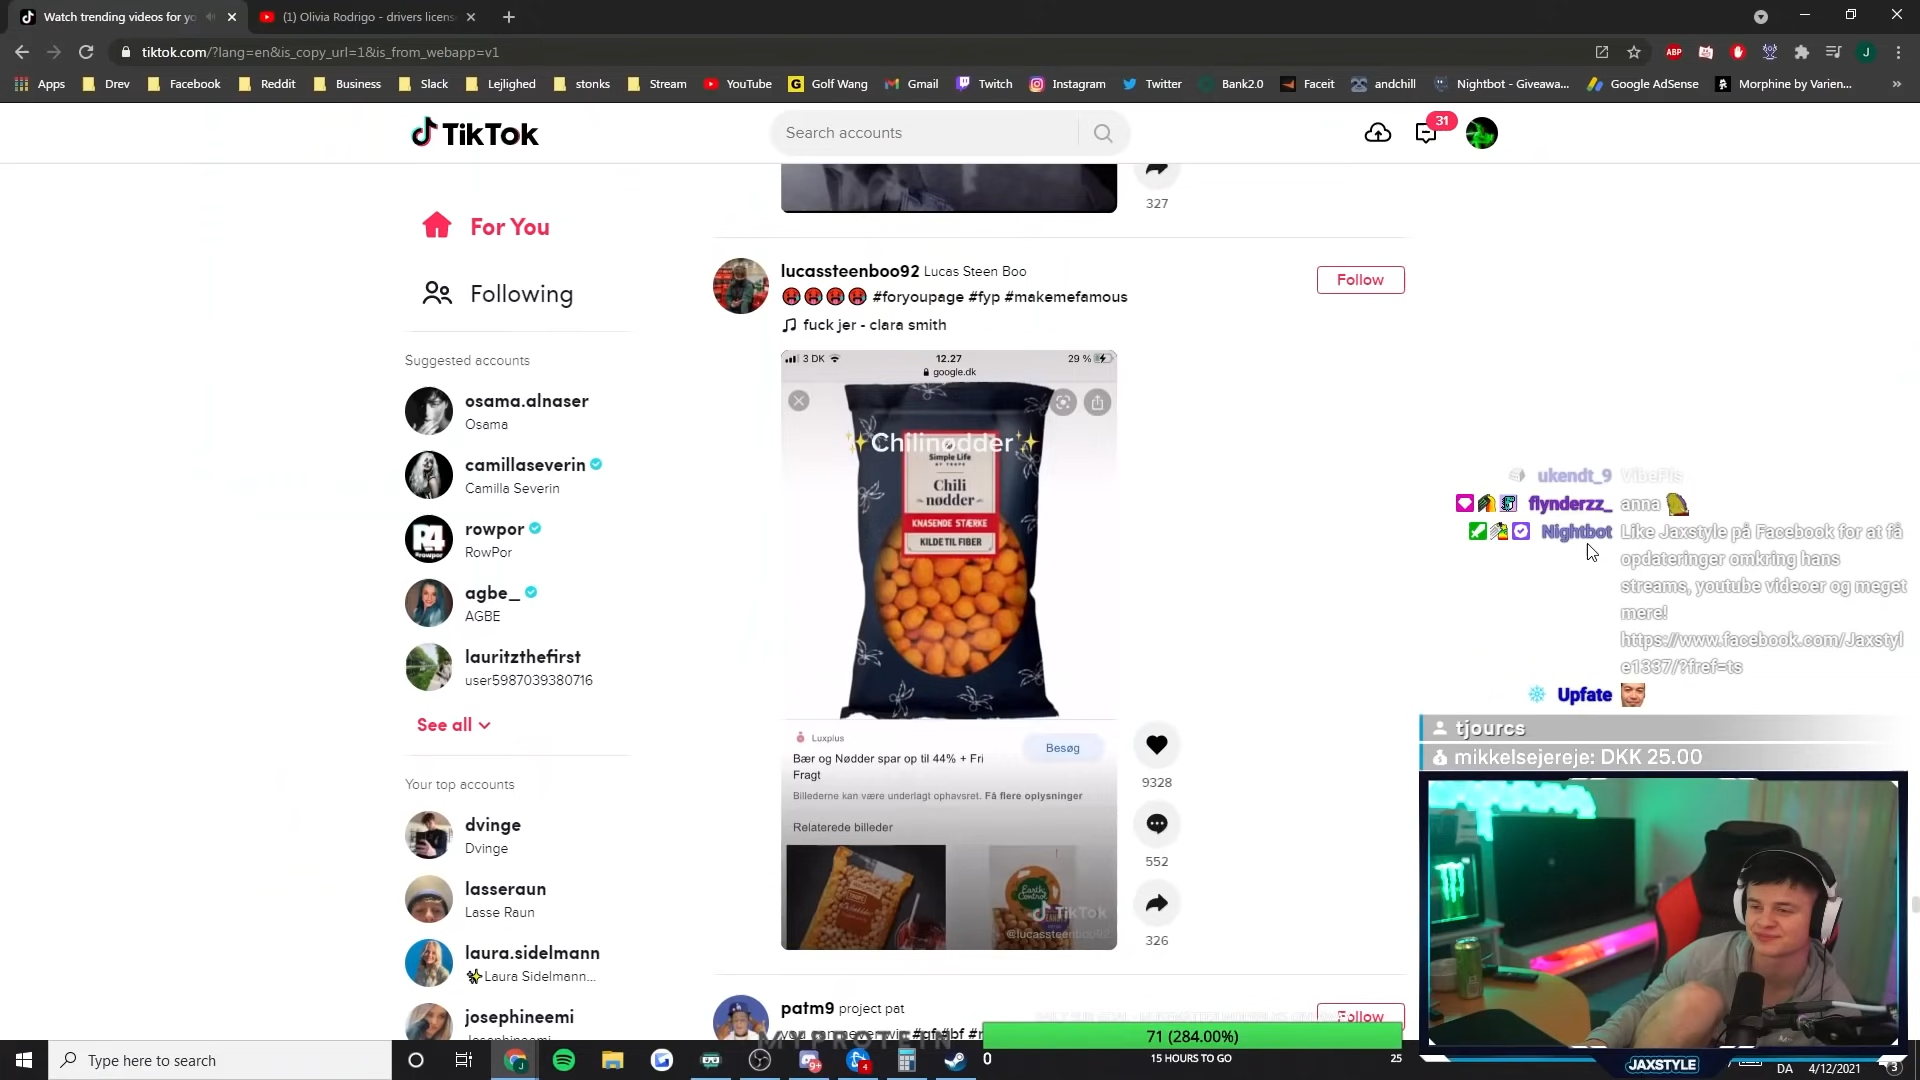 Watch trending videos for yo
(1) Olivia Rodrigo - drivers licens
tiktok.com/?lang=en&is_copy_url=1&is_from_webapp=v1
ABP
J
Apps Drev Facebook Reddit Business Slack Lejlighed stonks Stream YouTube Golf Wang Gmail Twitch Instagram Twitter Bank2.0 Faceit andchill Nightbot - Giveawa... Google AdSense Morphine by Varien... »
TikTok
Search accounts
31
For You
Following
Suggested accounts
osama.alnaser
Osama
camillaseverin
Camilla Severin
rowpor
RowPor
agbe_
AGBE
lauritzthefirst
user5987039380716
See all
Your top accounts
dvinge
Dvinge
lasseraun
Lasse Raun
laura.sidelmann
Laura Sidelmann...
josephineemi
327
lucassteenboo92 Lucas Steen Boo
Follow
#foryoupage #fyp #makemefamous
fuck jer - clara smith
3 DK
12.27
29 %
google.dk
Chilinødder
Simple Life
Chili
nødder
KNASENDE STÆRKE
KILDE TIL FIBER
Luxplus
Bær og Nødder spar op til 44% + Fri
Fragt
Besøg
Billederne kan være underlagt ophavsret. Få flere oplysninger
Relaterede billeder
Earth
Control
TikTok
9328
552
326
patm9 project pat
Follow
ukendt_9 VibePls
flynderzz_ anna
Nightbot Like Jaxstyle på Facebook for at få
opdateringer omkring hans
streams, youtube videoer og meget
mere!
https://www.facebook.com/Jaxstyl
e1337/?fref=ts
Upfate
tjourcs
mikkelsejereje: DKK 25.00
JAXSTYLE
MYPROTEIN
71 (284.00%)
0
15 HOURS TO GO
25
Type here to search
9+
4
DA
4/12/2021
3